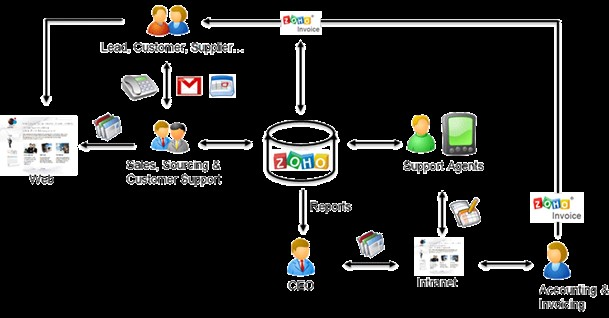 ZOHO
Invoice
Lead, Customer, Supplier...
Web
Sales, Sourcing &
Customer Support
ZOHO
Support Agents
Reports
ZOHO
Invoice
CEO
Intranet
Accounting &
Invoicing